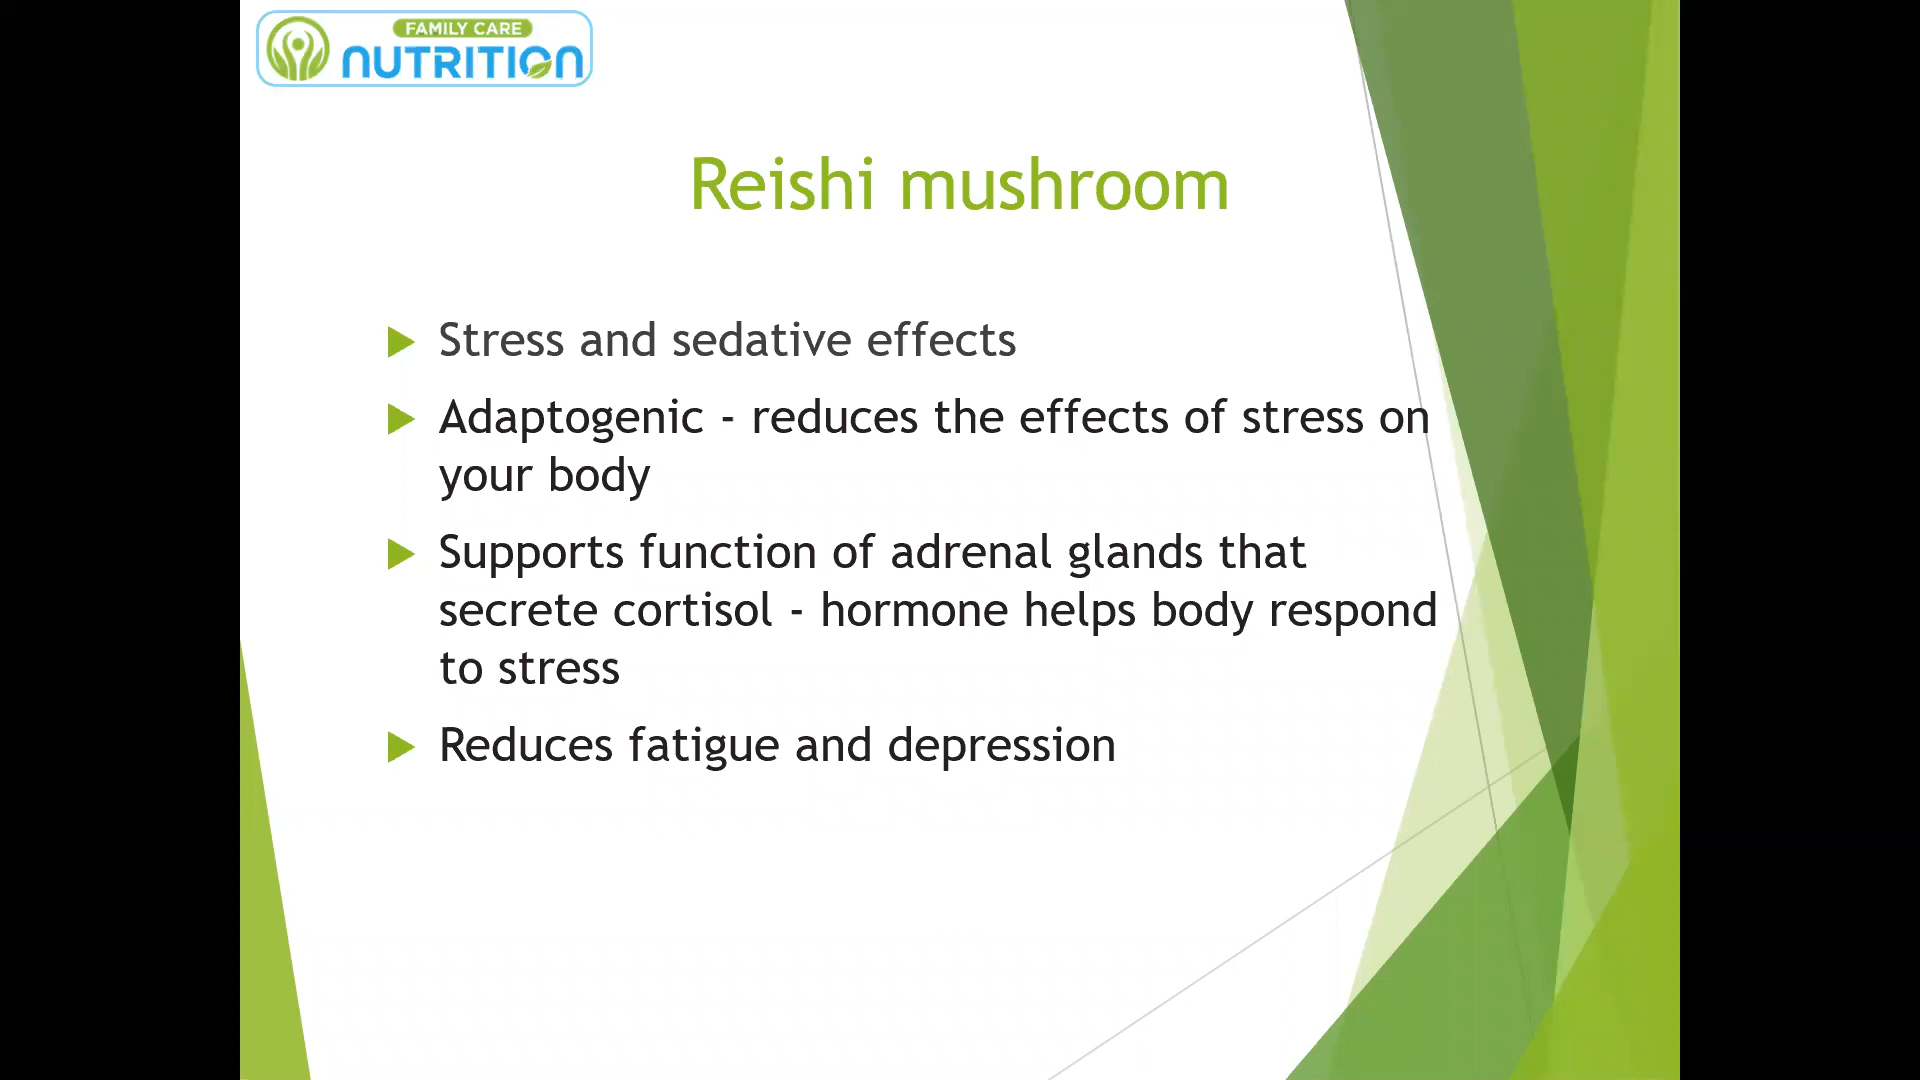 FAMILY CARE
NUTRITION
Reishi mushroom
Stress and sedative effects
Adaptogenic - reduces the effects of stress on
your body
Supports function of adrenal glands that
secrete cortisol - hormone helps body respond
to stress
Reduces fatigue and depression